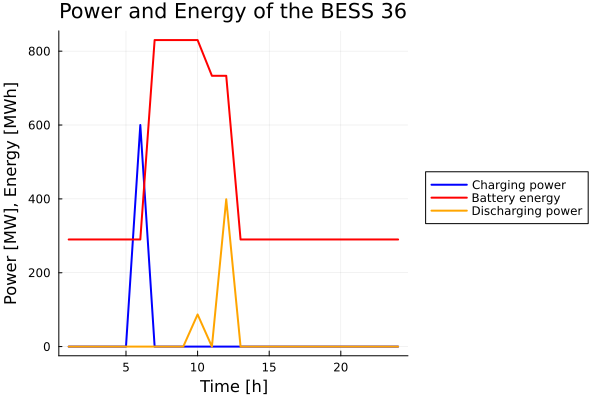 Power and Energy of the BESS 36
Power [MW], Energy [MWh]
800
600
400
200
0
5
10
15
20
Time [h]
Charging power
Battery energy
Discharging power